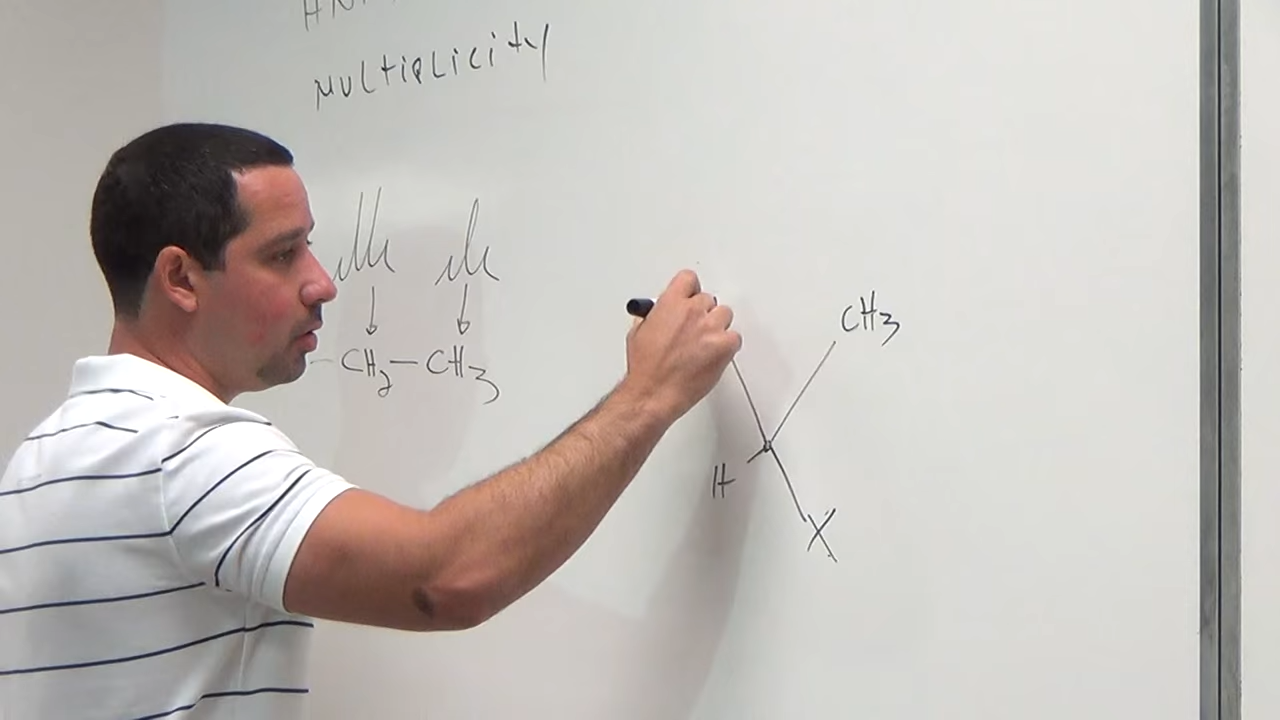 MULTIPLICITY
CH2—CH3
CH3
H
X